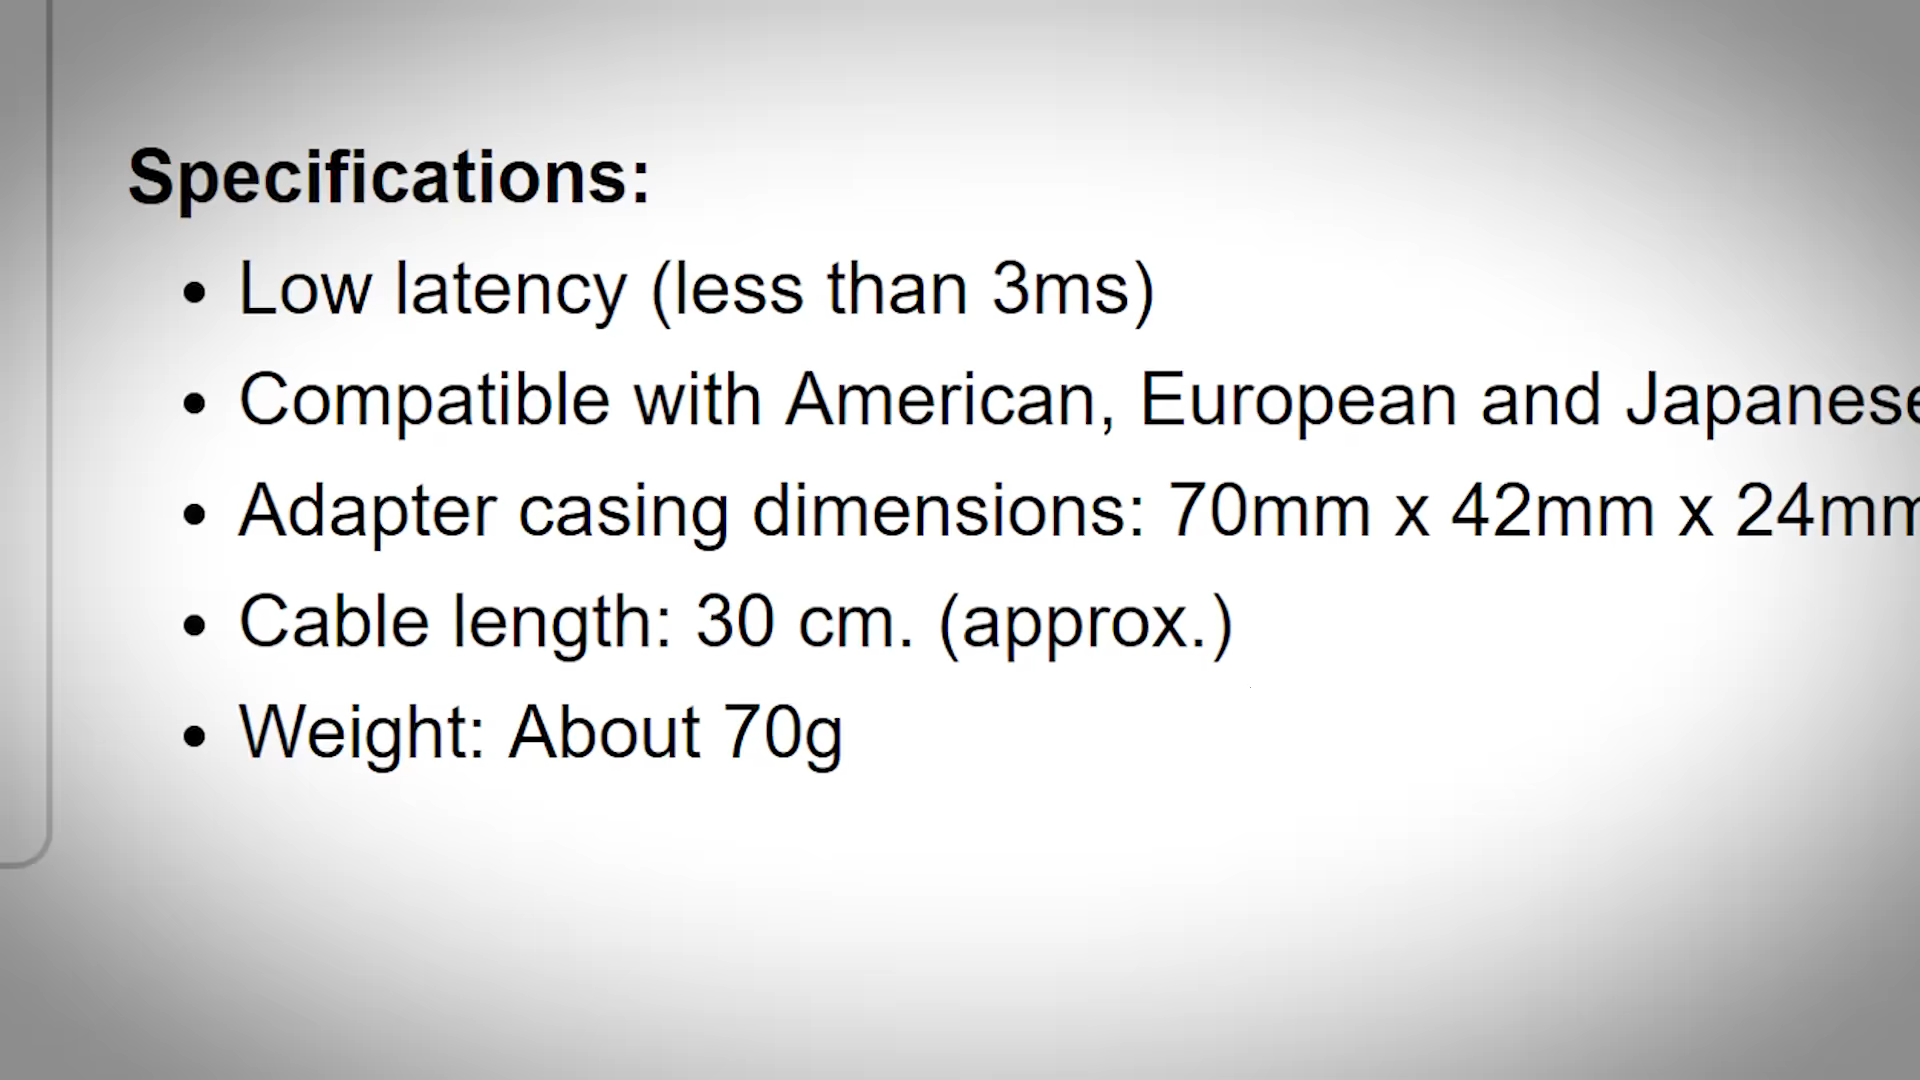 Specifications:
• Low latency (less than 3ms)
• Compatible with American, European and Japanese
• Adapter casing dimensions: 70mm x 42mm x 24mm
• Cable length: 30 cm. (approx.)
• Weight: About 70g